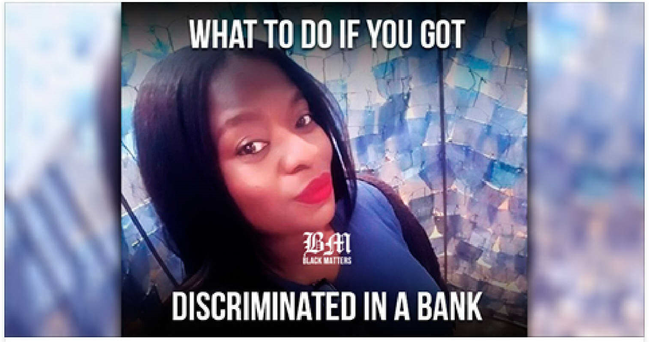 WHAT TO DO IF YOU GOT
BM
BLACK MATTERS
DISCRIMINATED IN A BANK